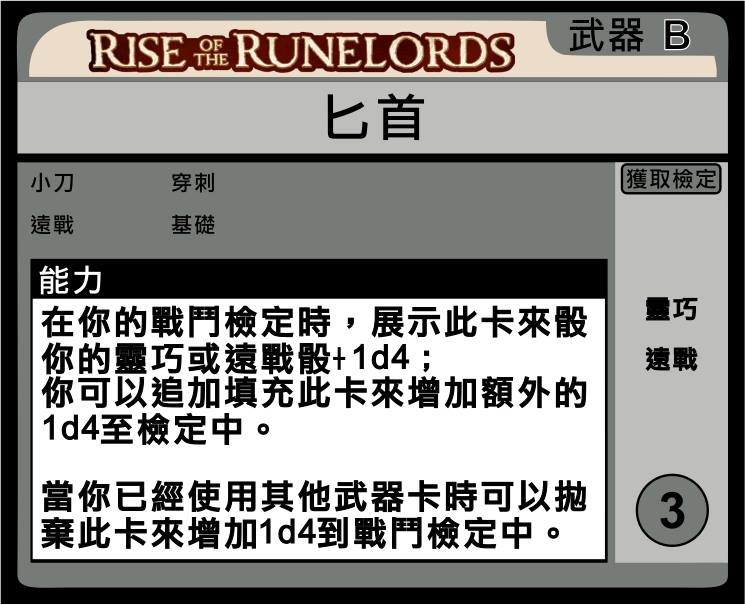 RISE OF THE RUNELORDS
武器 B
匕首
小刀 穿刺
獲取檢定
遠戰 基礎
能力
在你的戰鬥檢定時，展示此卡來骰
你的靈巧或遠戰骰+1d4；
你可以追加填充此卡來增加額外的
1d4至檢定中。
當你已經使用其他武器卡時可以拋
棄此卡來增加1d4到戰鬥檢定中。
靈巧
遠戰
3